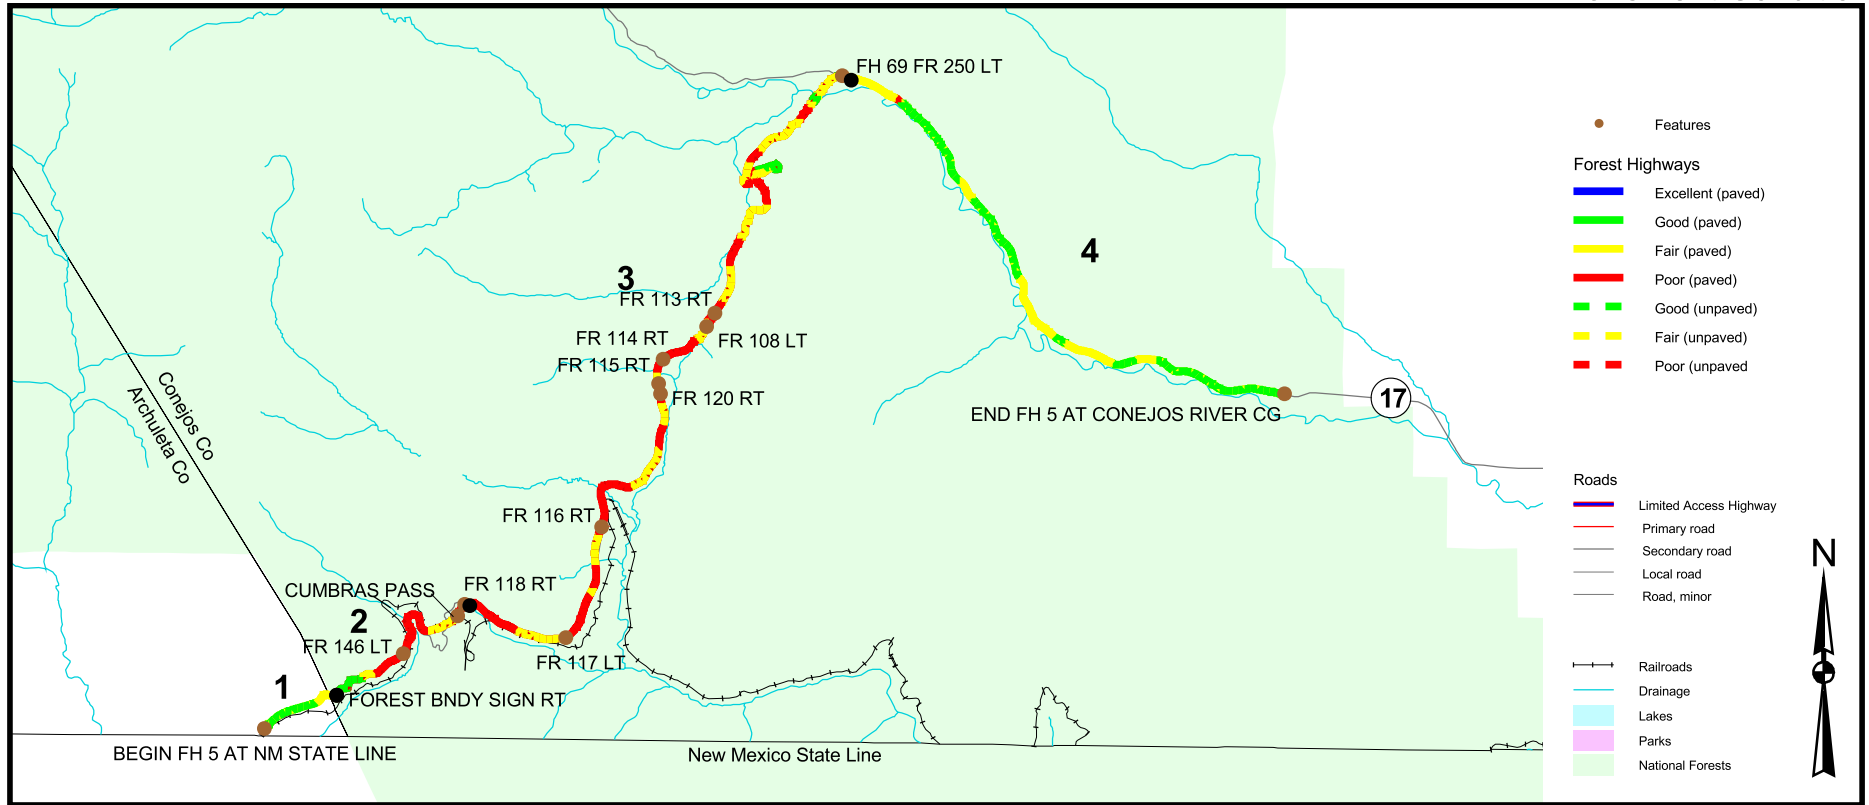 FH 69 FR 250 LT
4
3
FR 113 RT
FR 114 RT
FR 108 LT
FR 115 RT
FR 120 RT
END FH 5 AT CONEJOS RIVER CG
17
Conejos Co
Archuleta Co
FR 116 RT
CUMBRAS PASS
FR 118 RT
2
FR 146 LT
FR 117 LT
1
FOREST BNDY SIGN RT
BEGIN FH 5 AT NM STATE LINE
New Mexico State Line
Features
Forest Highways
Excellent (paved)
Good (paved)
Fair (paved)
Poor (paved)
Good (unpaved)
Fair (unpaved)
Poor (unpaved
Roads
Limited Access Highway
Primary road
Secondary road
Local road
Road, minor
Railroads
Drainage
Lakes
Parks
National Forests
N